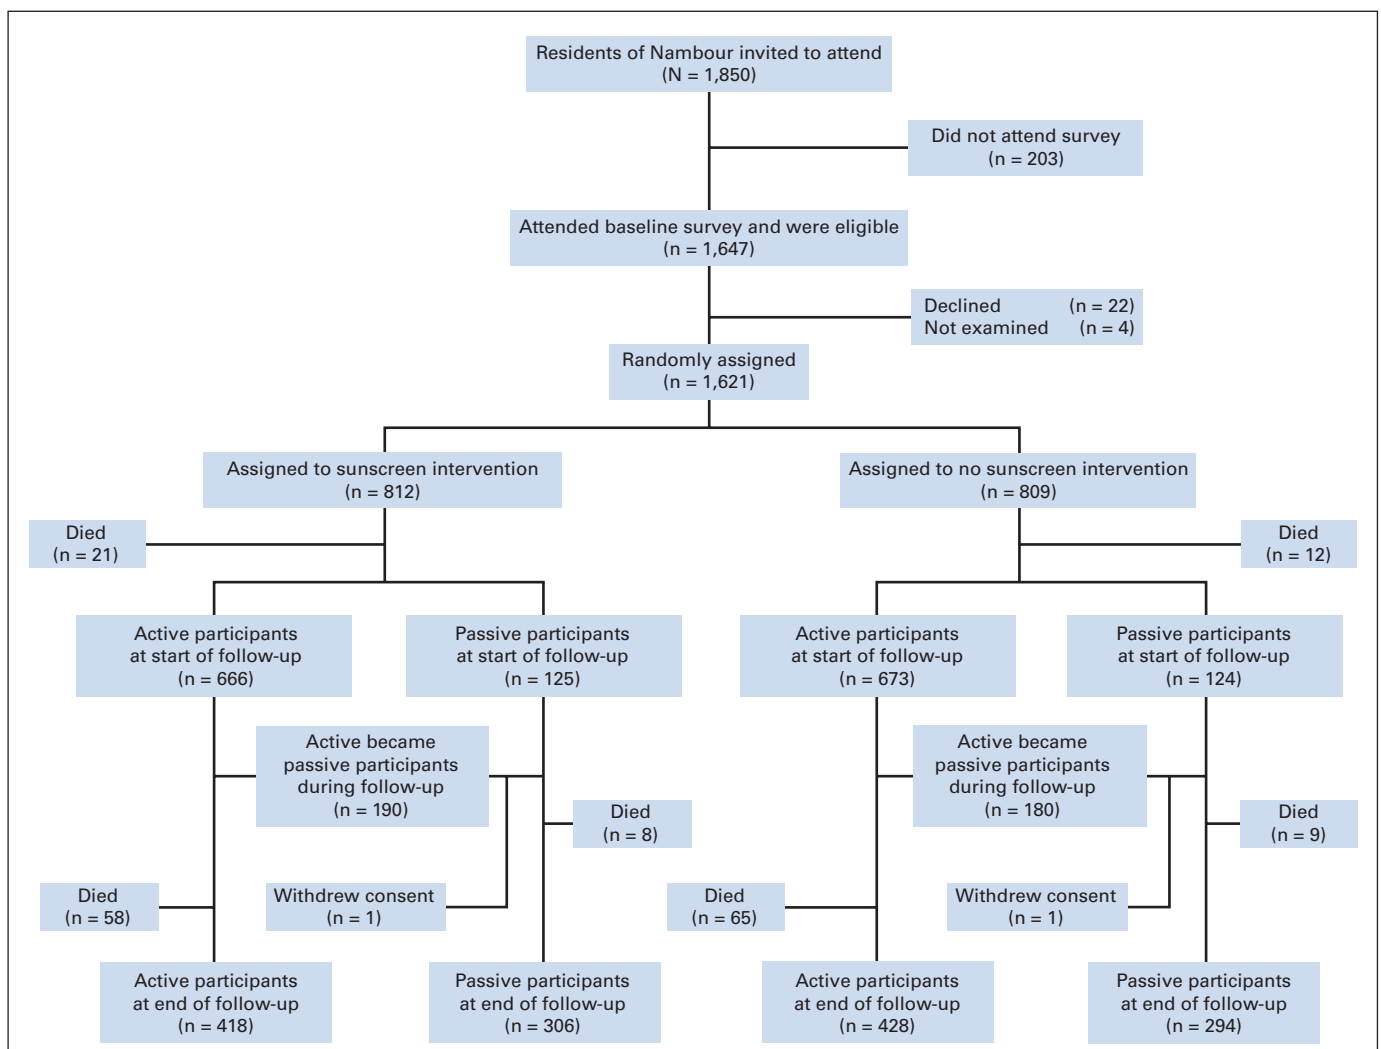 Residents of Nambour invited to attend
(N = 1,850)
Did not attend survey
(n = 203)
Attended baseline survey and were eligible
(n = 1,647)
Declined (n = 22)
Not examined (n = 4)
Randomly assigned
(n = 1,621)
Assigned to sunscreen intervention
(n = 812)
Assigned to no sunscreen intervention
(n = 809)
Died
(n = 21)
Died
(n = 12)
Active participants
at start of follow-up
(n = 666)
Passive participants
at start of follow-up
(n = 125)
Active participants
at start of follow-up
(n = 673)
Passive participants
at start of follow-up
(n = 124)
Active became
passive participants
during follow-up
(n = 190)
Active became
passive participants
during follow-up
(n = 180)
Died
(n = 8)
Died
(n = 9)
Died
(n = 58)
Withdrew consent
(n = 1)
Died
(n = 65)
Withdrew consent
(n = 1)
Active participants
at end of follow-up
(n = 418)
Passive participants
at end of follow-up
(n = 306)
Active participants
at end of follow-up
(n = 428)
Passive participants
at end of follow-up
(n = 294)